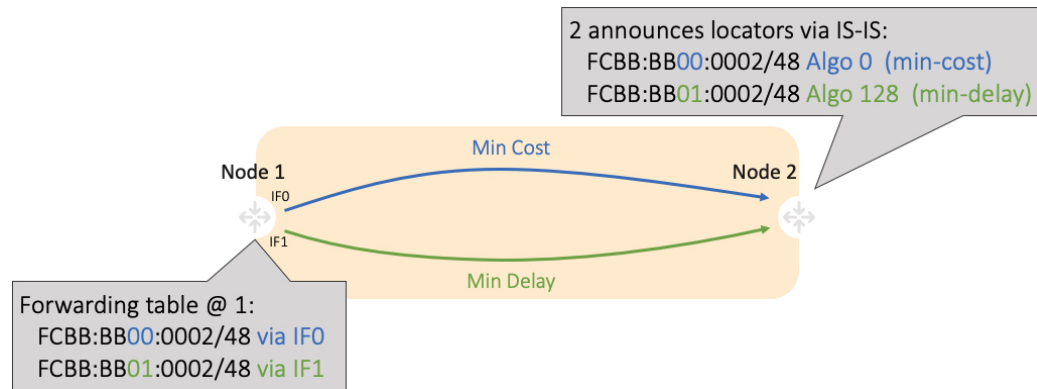 2 announces locators via IS-IS:
FCBB:BB00:0002/48 Algo 0 (min-cost)
FCBB:BB01:0002/48 Algo 128 (min-delay)
Min Cost
Node 1
Node 2
IF0
IF1
Min Delay
Forwarding table @ 1:
FCBB:BB00:0002/48 via IF0
FCBB:BB01:0002/48 via IF1